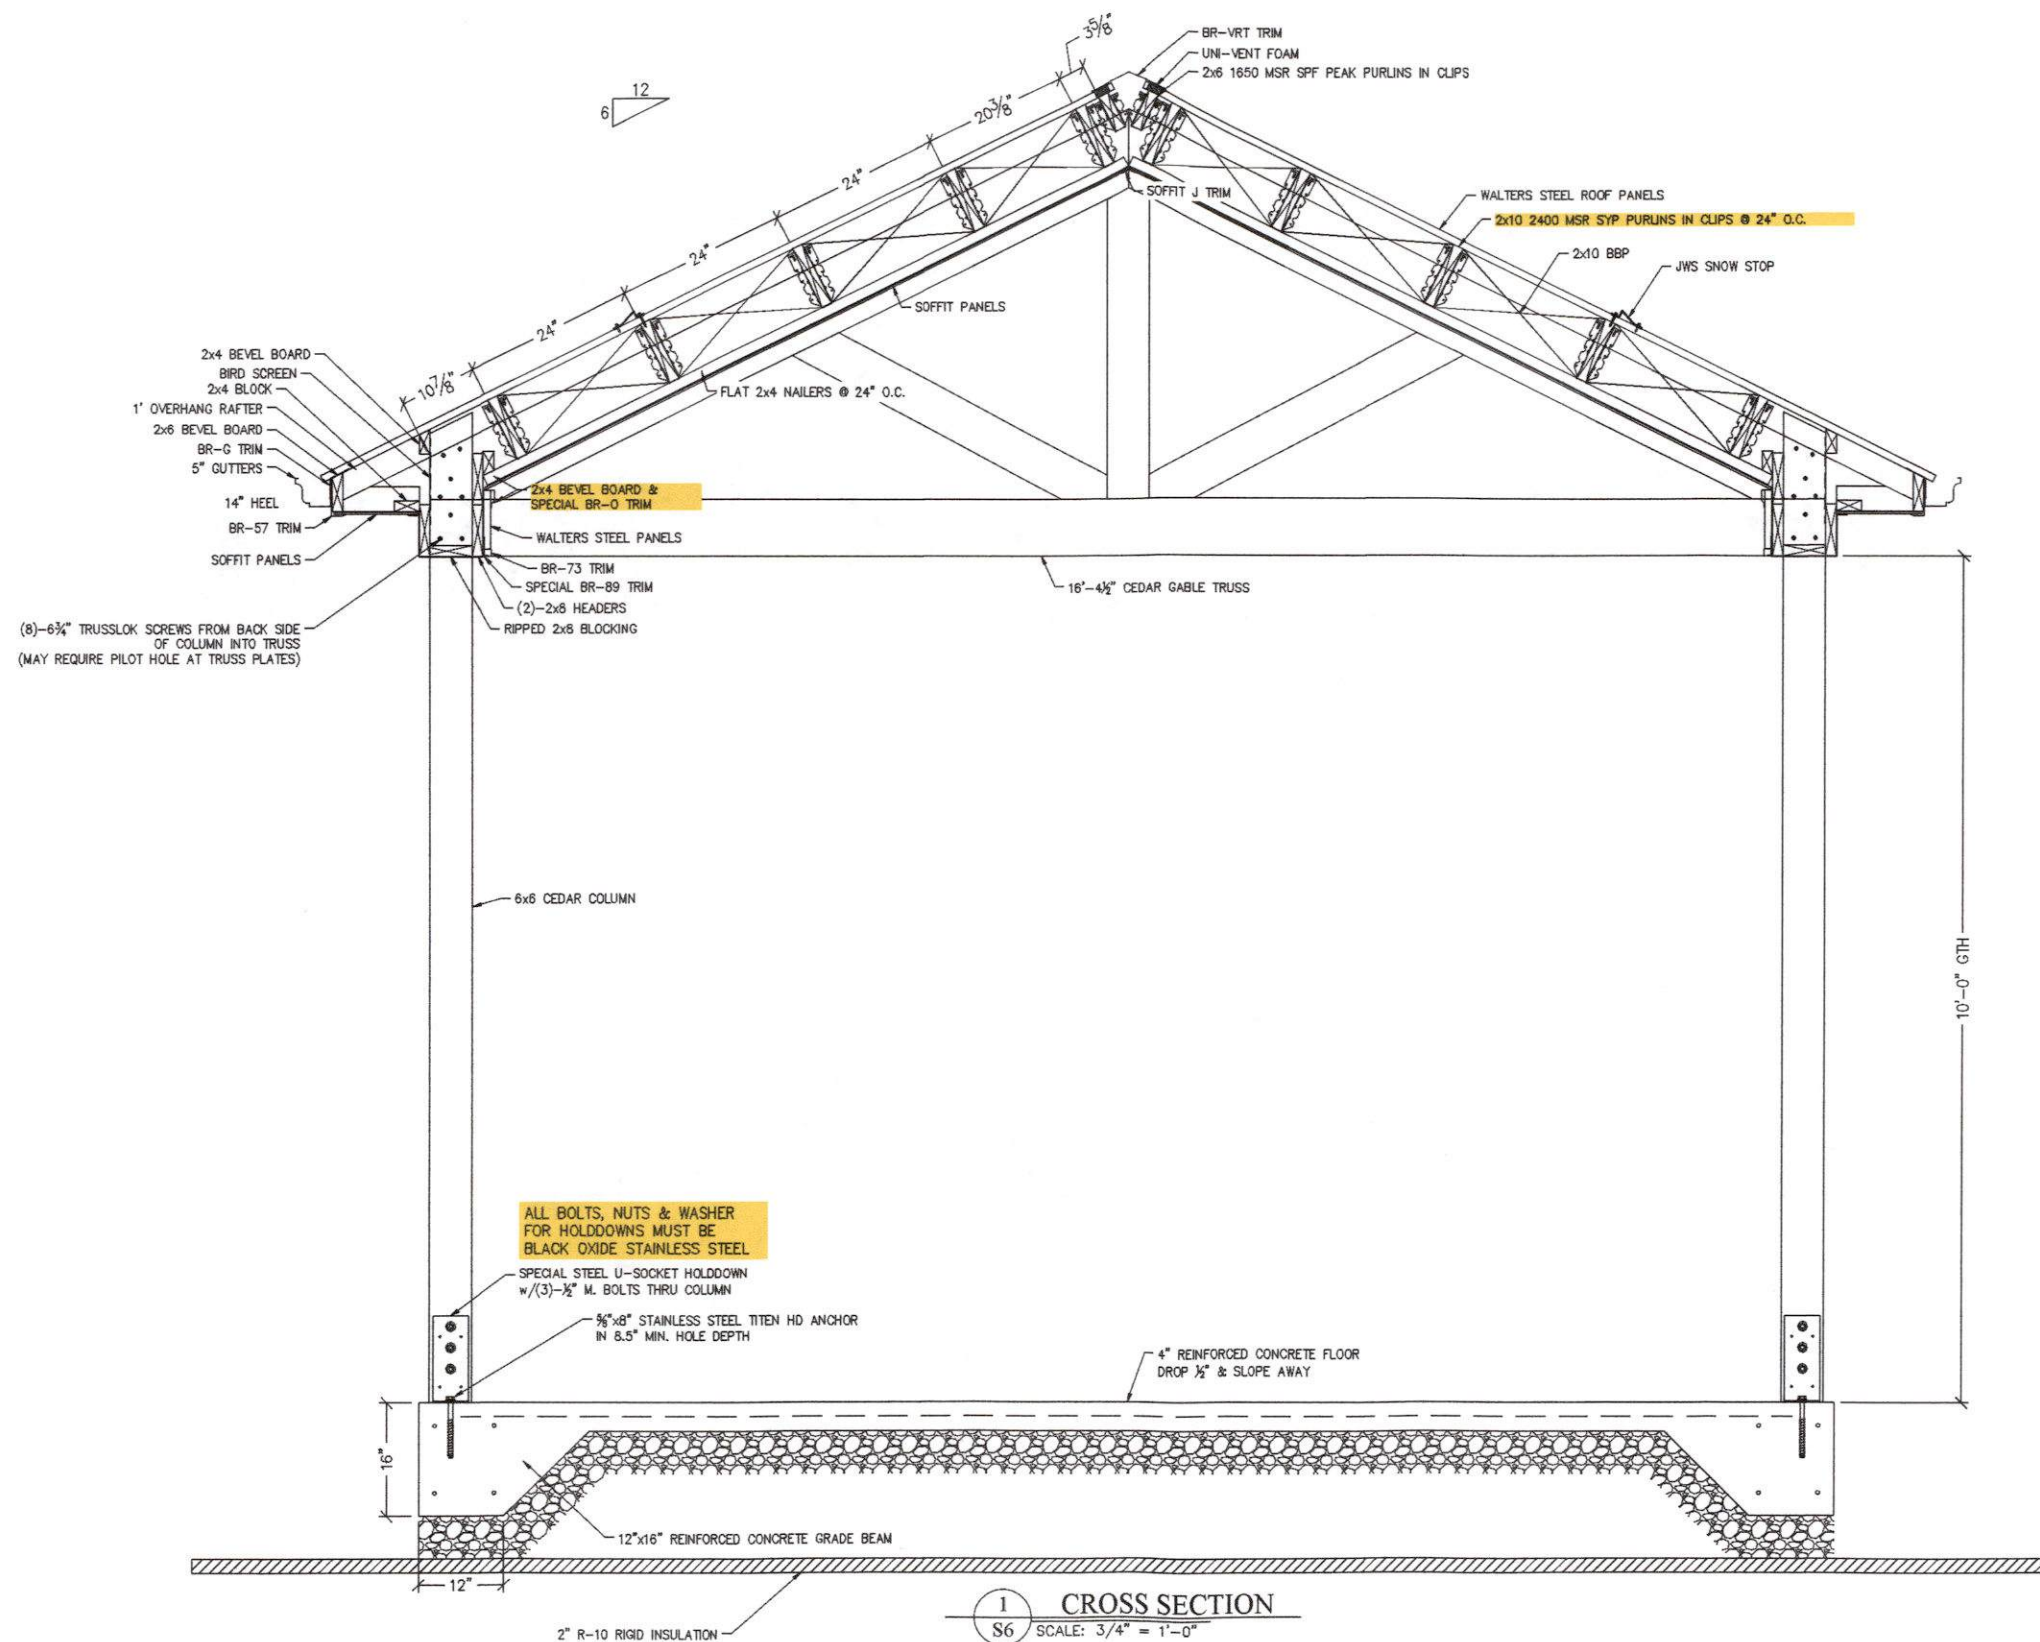 3⅝"
BR-VRT TRIM
UNI-VENT FOAM
2x6 1650 MSR SPF PEAK PURLINS IN CLIPS
12
6
20⅜"
24"
24"
24"
10⅞"
SOFFIT J TRIM
WALTERS STEEL ROOF PANELS
2x10 2400 MSR SYP PURLINS IN CLIPS @ 24" O.C.
2x10 BBP
JWS SNOW STOP
SOFFIT PANELS
FLAT 2x4 NAILERS @ 24" O.C.
2x4 BEVEL BOARD
BIRD SCREEN
2x4 BLOCK
1' OVERHANG RAFTER
2x6 BEVEL BOARD
BR-G TRIM
5" GUTTERS
14" HEEL
BR-57 TRIM
SOFFIT PANELS
2x4 BEVEL BOARD &
SPECIAL BR-O TRIM
WALTERS STEEL PANELS
BR-73 TRIM
SPECIAL BR-89 TRIM
(2)-2x8 HEADERS
RIPPED 2x8 BLOCKING
16'-4½" CEDAR GABLE TRUSS
(8)-6¾" TRUSSLOK SCREWS FROM BACK SIDE
OF COLUMN INTO TRUSS
(MAY REQUIRE PILOT HOLE AT TRUSS PLATES)
6x6 CEDAR COLUMN
10'-0" GTH
ALL BOLTS, NUTS & WASHER
FOR HOLDDOWNS MUST BE
BLACK OXIDE STAINLESS STEEL
SPECIAL STEEL U-SOCKET HOLDDOWN
w/(3)-½" M. BOLTS THRU COLUMN
⅝"x8" STAINLESS STEEL TITEN HD ANCHOR
IN 8.5" MIN. HOLE DEPTH
4" REINFORCED CONCRETE FLOOR
DROP ½" & SLOPE AWAY
16"
12"x16" REINFORCED CONCRETE GRADE BEAM
12"
2" R-10 RIGID INSULATION
1
S6
CROSS SECTION
SCALE: 3/4" = 1'-0"